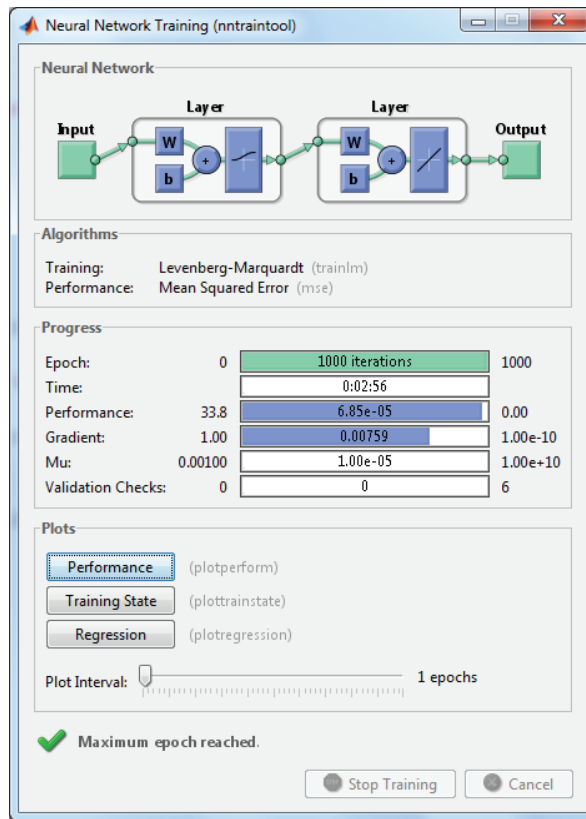 Neural Network Training (nntraintool)
Neural Network
Layer Layer
Input Output
W W
+ +
b b
Algorithms
Training: Levenberg-Marquardt (trainlm)
Performance: Mean Squared Error (mse)
Progress
Epoch: 0 1000 iterations 1000
Time: 0:02:56
Performance: 33.8 6.85e-05 0.00
Gradient: 1.00 0.00759 1.00e-10
Mu: 0.00100 1.00e-05 1.00e+10
Validation Checks: 0 0 6
Plots
Performance (plotperform)
Training State (plottrainstate)
Regression (plotregression)
Plot Interval: 1 epochs
Maximum epoch reached.
Stop Training Cancel